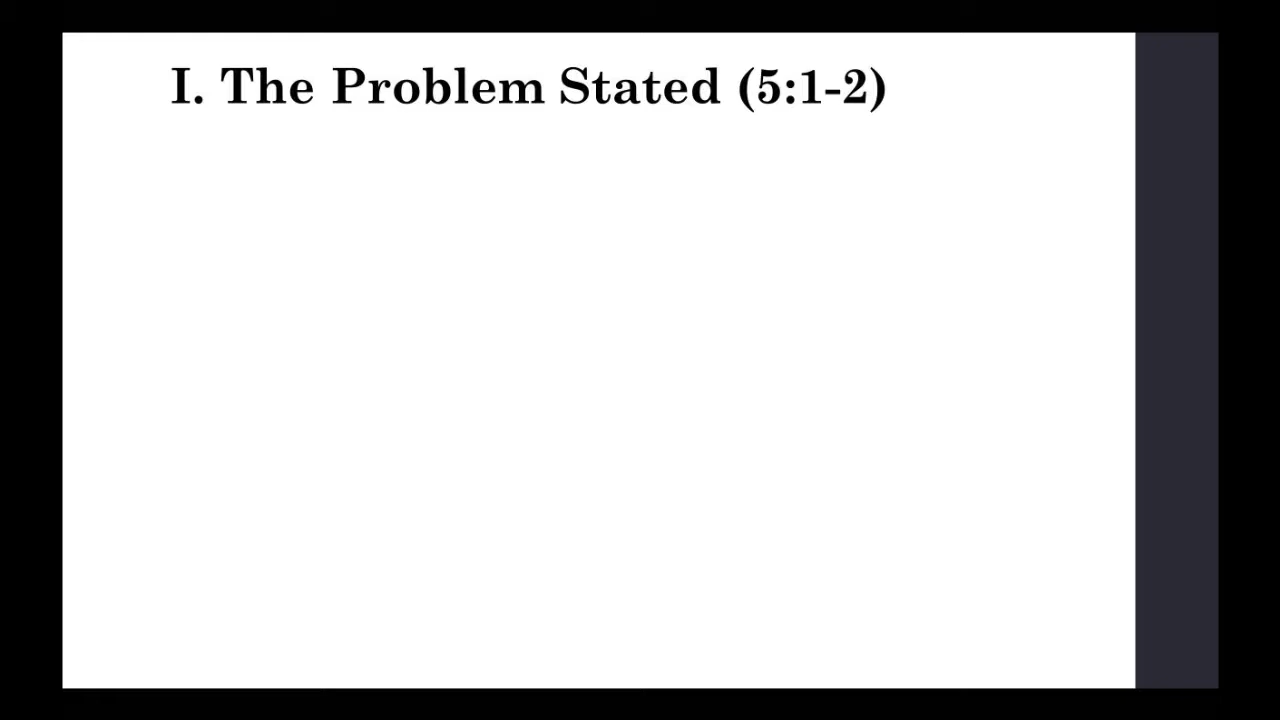 I. The Problem Stated (5:1-2)